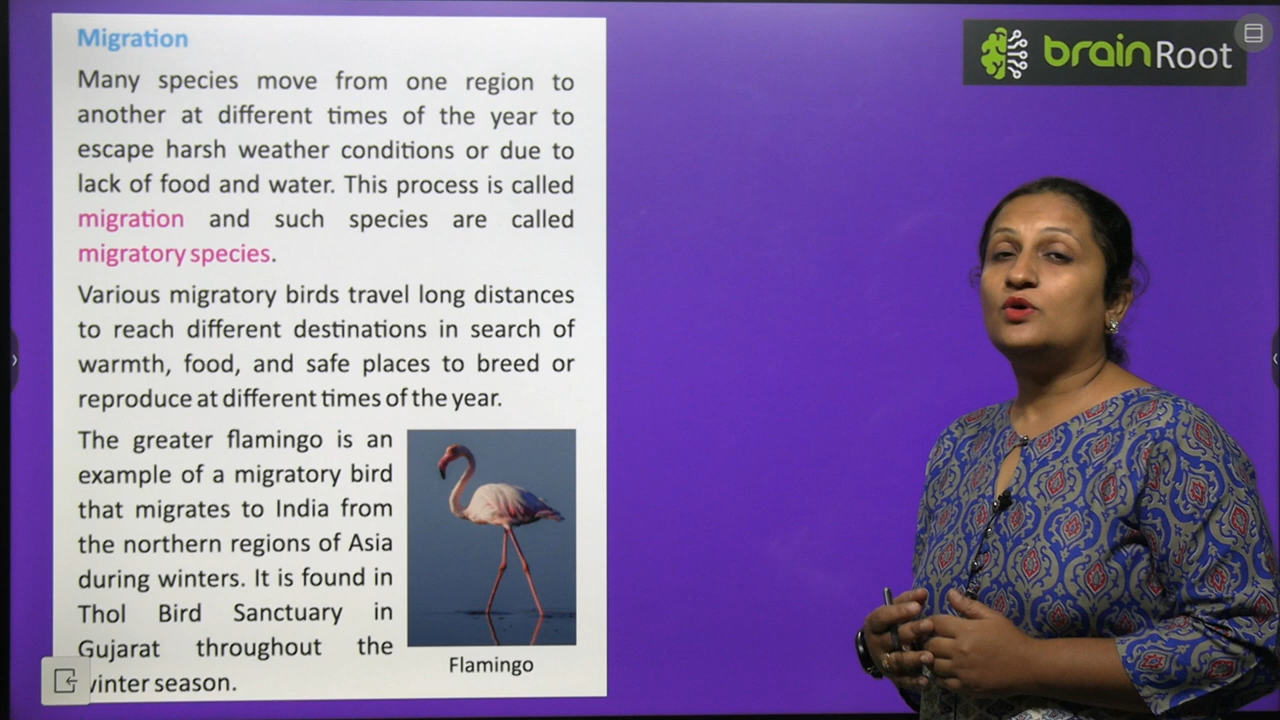 Migration
Many species move from one region to
another at different times of the year to
escape harsh weather conditions or due to
lack of food and water. This process is called
migration and such species are called
migratory species.
Various migratory birds travel long distances
to reach different destinations in search of
warmth, food, and safe places to breed or
reproduce at different times of the year.
The greater flamingo is an
example of a migratory bird
that migrates to India from
the northern regions of Asia
during winters. It is found in
Thol Bird Sanctuary in
Gujarat throughout the
winter season.
Flamingo
brainRoot